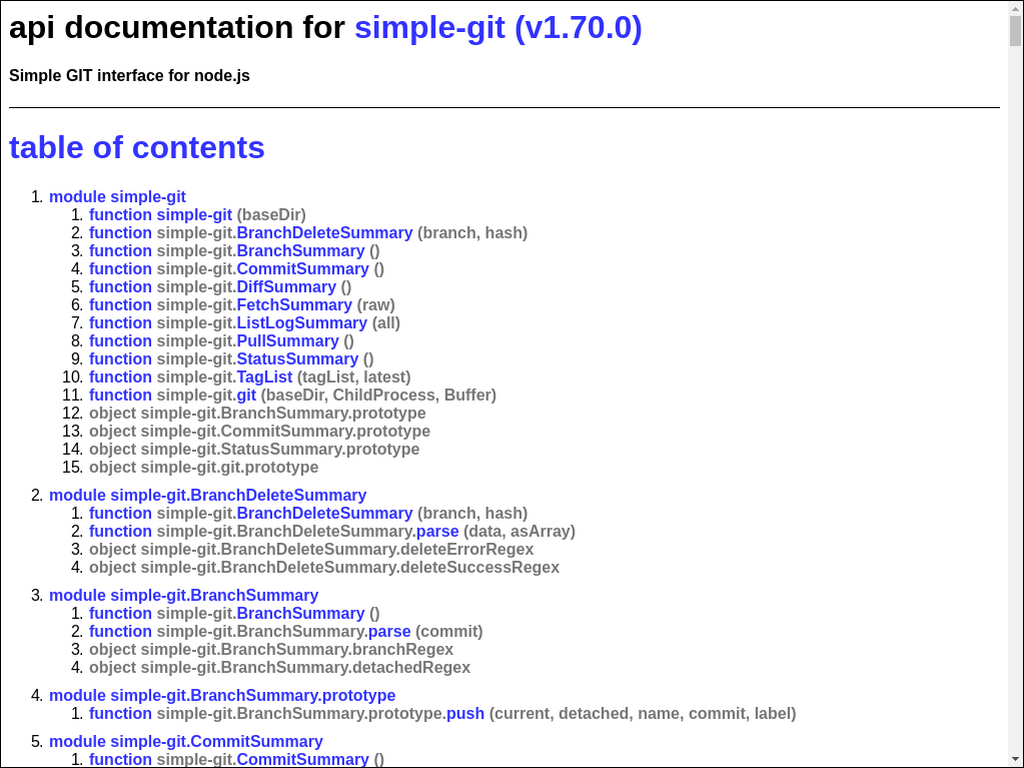 api documentation for simple-git (v1.70.0)
Simple GIT interface for node.js
table of contents
1. module simple-git
1. function simple-git (baseDir)
2. function simple-git.BranchDeleteSummary (branch, hash)
3. function simple-git.BranchSummary ()
4. function simple-git.CommitSummary ()
5. function simple-git.DiffSummary ()
6. function simple-git.FetchSummary (raw)
7. function simple-git.ListLogSummary (all)
8. function simple-git.PullSummary ()
9. function simple-git.StatusSummary ()
10. function simple-git.TagList (tagList, latest)
11. function simple-git.git (baseDir, ChildProcess, Buffer)
12. object simple-git.BranchSummary.prototype
13. object simple-git.CommitSummary.prototype
14. object simple-git.StatusSummary.prototype
15. object simple-git.git.prototype
2. module simple-git.BranchDeleteSummary
1. function simple-git.BranchDeleteSummary (branch, hash)
2. function simple-git.BranchDeleteSummary.parse (data, asArray)
3. object simple-git.BranchDeleteSummary.deleteErrorRegex
4. object simple-git.BranchDeleteSummary.deleteSuccessRegex
3. module simple-git.BranchSummary
1. function simple-git.BranchSummary ()
2. function simple-git.BranchSummary.parse (commit)
3. object simple-git.BranchSummary.branchRegex
4. object simple-git.BranchSummary.detachedRegex
4. module simple-git.BranchSummary.prototype
1. function simple-git.BranchSummary.prototype.push (current, detached, name, commit, label)
5. module simple-git.CommitSummary
1. function simple-git.CommitSummary ()